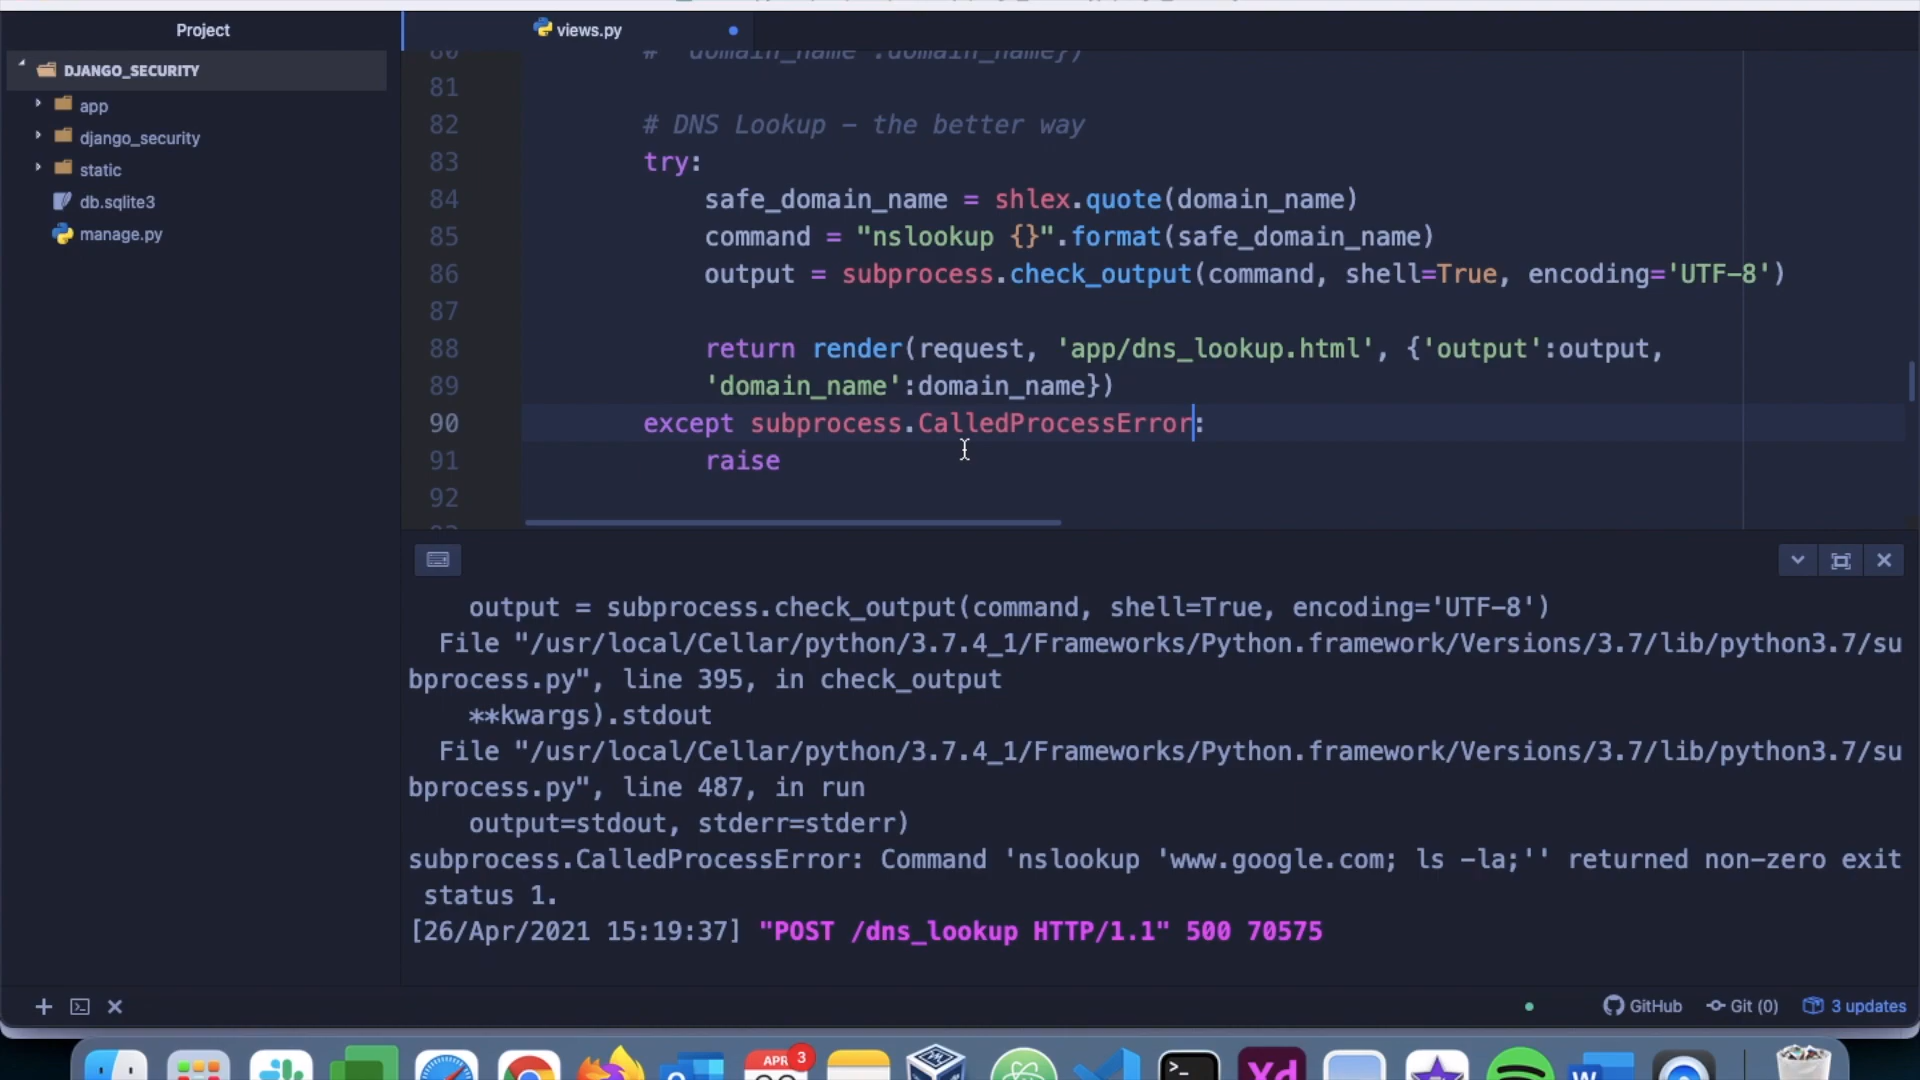 Project
views.py
DJANGO_SECURITY
app
django_security
static
db.sqlite3
manage.py
80 # 'domain_name':domain_name})
81
82 # DNS Lookup – the better way
83 try:
84 safe_domain_name = shlex.quote(domain_name)
85 command = "nslookup {}".format(safe_domain_name)
86 output = subprocess.check_output(command, shell=True, encoding='UTF-8')
87
88 return render(request, 'app/dns_lookup.html', {'output':output,
89 'domain_name':domain_name})
90 except subprocess.CalledProcessError:
91 raise
92
output = subprocess.check_output(command, shell=True, encoding='UTF-8')
File "/usr/local/Cellar/python/3.7.4_1/Frameworks/Python.framework/Versions/3.7/lib/python3.7/su
bprocess.py", line 395, in check_output
**kwargs).stdout
File "/usr/local/Cellar/python/3.7.4_1/Frameworks/Python.framework/Versions/3.7/lib/python3.7/su
bprocess.py", line 487, in run
output=stdout, stderr=stderr)
subprocess.CalledProcessError: Command 'nslookup 'www.google.com; ls -la;'' returned non-zero exit
status 1.
[26/Apr/2021 15:19:37] "POST /dns_lookup HTTP/1.1" 500 70575
GitHub
Git (0)
3 updates
APR
3
Xd
W